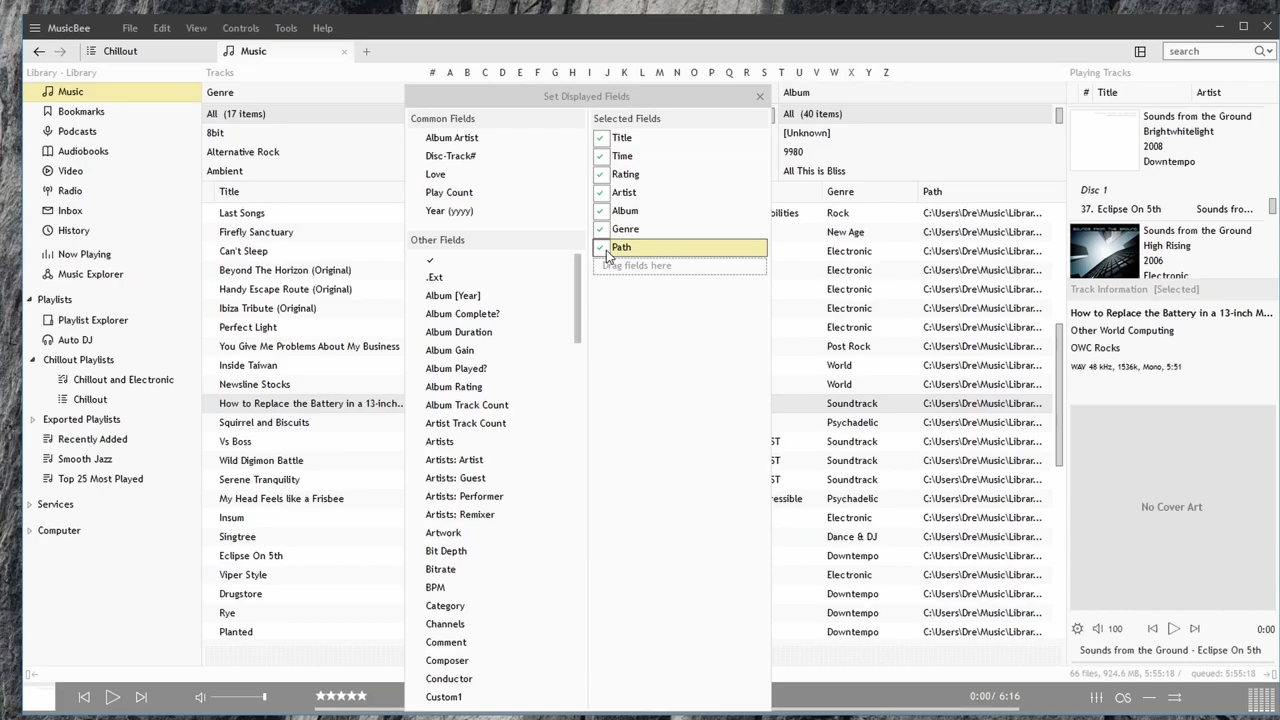 MusicBee File Edit View Controls Tools Help
Chillout Music search
Library - Library
Music
Bookmarks
Podcasts
Audiobooks
Video
Radio
Inbox
History
Now Playing
Music Explorer
Playlists
Playlist Explorer
Auto DJ
Chillout Playlists
Chillout and Electronic
Chillout
Exported Playlists
Recently Added
Smooth Jazz
Top 25 Most Played
Services
Computer
Tracks # A B C D E F G H I J K L M N O P Q R S T U V W X Y Z
Genre
All (17 items)
8bit
Alternative Rock
Ambient
Title
Last Songs
Firefly Sanctuary
Can't Sleep
Beyond The Horizon (Original)
Handy Escape Route (Original)
Ibiza Tribute (Original)
Perfect Light
You Give Me Problems About My Business
Inside Taiwan
Newsline Stocks
How to Replace the Battery in a 13-inch...
Squirrel and Biscuits
Vs Boss
Wild Digimon Battle
Serene Tranquility
My Head Feels like a Frisbee
Insum
Singtree
Eclipse On 5th
Viper Style
Drugstore
Rye
Planted
Set Displayed Fields
Common Fields
Album Artist
Disc-Track#
Love
Play Count
Year (yyyy)
Other Fields
✓
.Ext
Album [Year]
Album Complete?
Album Duration
Album Gain
Album Played?
Album Rating
Album Track Count
Artist Track Count
Artists
Artists: Artist
Artists: Guest
Artists: Performer
Artists: Remixer
Artwork
Bit Depth
Bitrate
BPM
Category
Channels
Comment
Composer
Conductor
Custom1
Selected Fields
Title
Time
Rating
Artist
Album
Genre
Path
Drag fields here
Album
All (40 items)
[Unknown]
9980
All This is Bliss
Genre Path
bilities Rock C:\Users\Dre\Music\Librar...
New Age C:\Users\Dre\Music\Librar...
Electronic C:\Users\Dre\Music\Librar...
Electronic C:\Users\Dre\Music\Librar...
Electronic C:\Users\Dre\Music\Librar...
Electronic C:\Users\Dre\Music\Librar...
Electronic C:\Users\Dre\Music\Librar...
Post Rock C:\Users\Dre\Music\Librar...
World C:\Users\Dre\Music\Librar...
World C:\Users\Dre\Music\Librar...
Soundtrack C:\Users\Dre\Music\Librar...
Psychadelic C:\Users\Dre\Music\Librar...
ST Soundtrack C:\Users\Dre\Music\Librar...
ST Soundtrack C:\Users\Dre\Music\Librar...
ST Soundtrack C:\Users\Dre\Music\Librar...
ressible Psychadelic C:\Users\Dre\Music\Librar...
Electronic C:\Users\Dre\Music\Librar...
Dance & DJ C:\Users\Dre\Music\Librar...
Downtempo C:\Users\Dre\Music\Librar...
Electronic C:\Users\Dre\Music\Librar...
Downtempo C:\Users\Dre\Music\Librar...
Downtempo C:\Users\Dre\Music\Librar...
Downtempo C:\Users\Dre\Music\Librar...
Playing Tracks
# Title Artist
Sounds from the Ground
Brightwhitelight
2008
Downtempo
Disc 1
37. Eclipse On 5th Sounds fro...
Sounds from the Ground
High Rising
2006
Electronic
Track Information [Selected]
How to Replace the Battery in a 13-inch M...
Other World Computing
OWC Rocks
WAV 48 kHz, 1536k, Mono, 5:51
No Cover Art
100 0:00
Sounds from the Ground - Eclipse On 5th
66 files, 924.6 MB, 5:55:18 / queued: 5:55:18
0:00 / 6:16